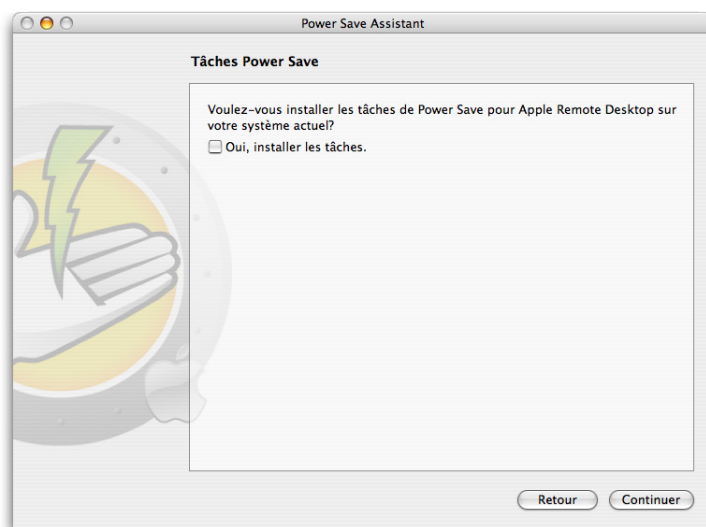 Power Save Assistant
Tâches Power Save
Voulez-vous installer les tâches de Power Save pour Apple Remote Desktop sur
votre système actuel?
Oui, installer les tâches.
Retour
Continuer